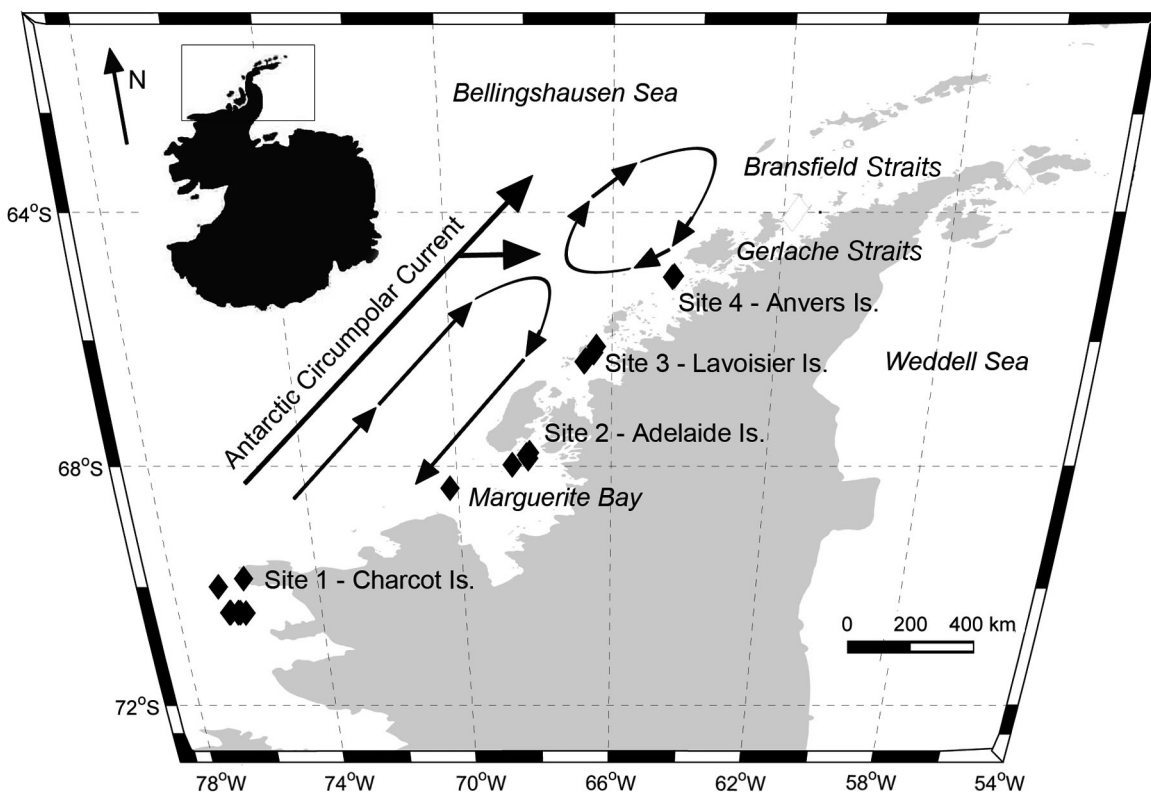 N
Bellingshausen Sea
Bransfield Straits
64°S
Gerlache Straits
Antarctic Circumpolar Current
Site 4 - Anvers Is.
Site 3 - Lavoisier Is.
Weddell Sea
Site 2 - Adelaide Is.
68°S
Marguerite Bay
Site 1 - Charcot Is.
0 200 400 km
72°S
78°W 74°W 70°W 66°W 62°W 58°W 54°W